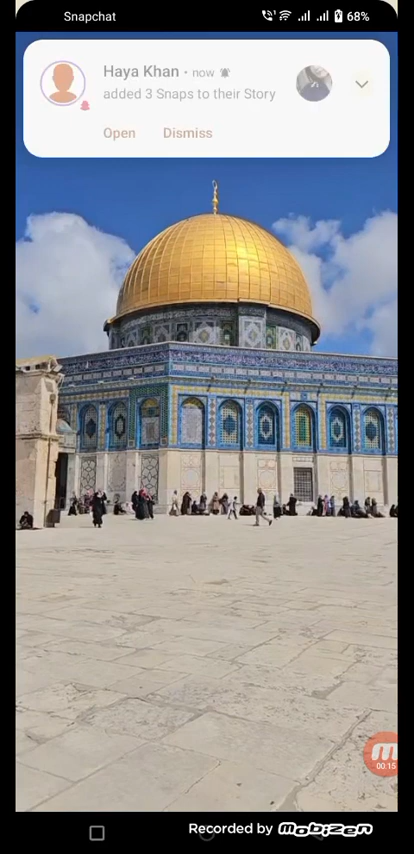 Snapchat 68%
Haya Khan • now
added 3 Snaps to their Story
Open Dismiss
00:15
Recorded by Mobizen